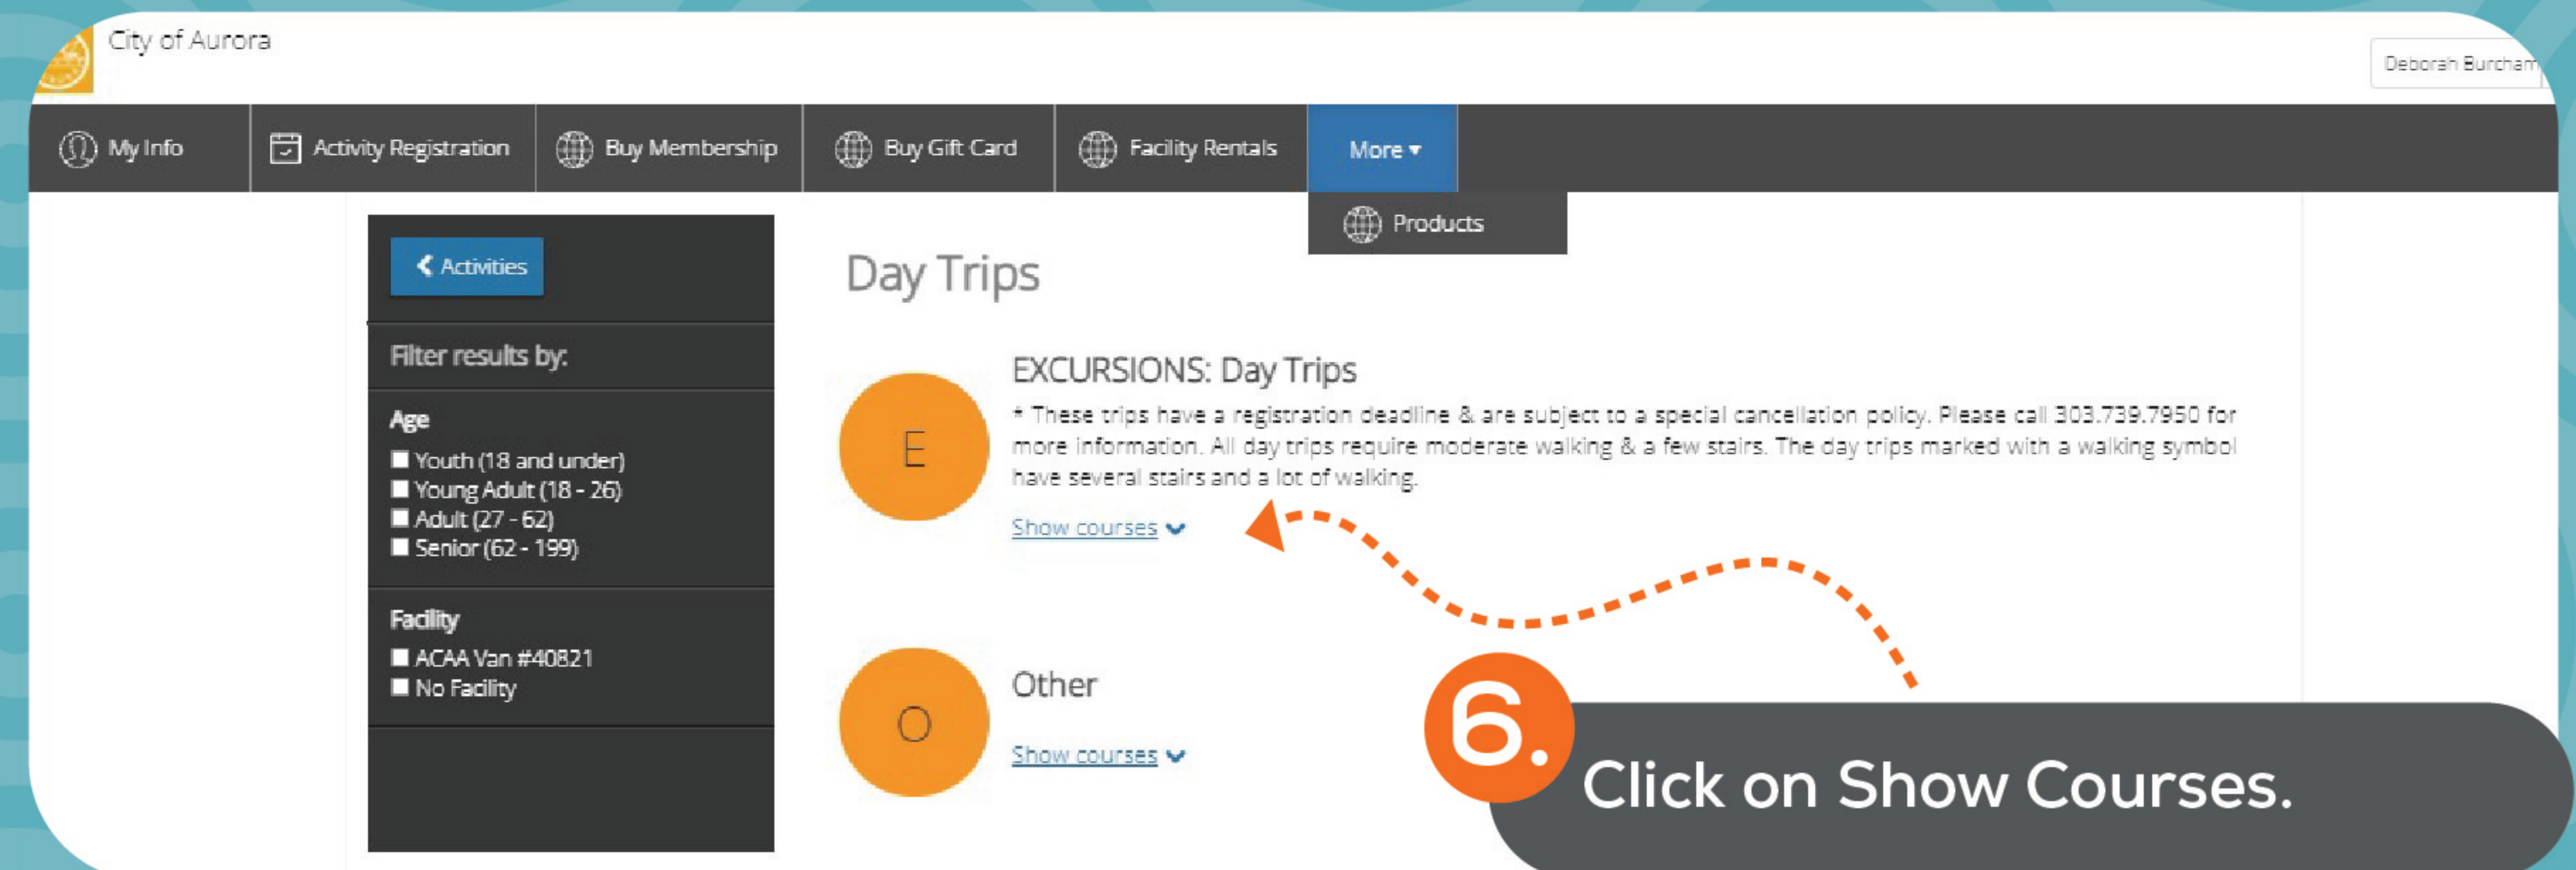 City of Aurora
Deborah Burcham
My Info
Activity Registration
Buy Membership
Buy Gift Card
Facility Rentals
More
Products
Activities
Filter results by:
Age
Youth (18 and under)
Young Adult (18 - 26)
Adult (27 - 62)
Senior (62 - 199)
Facility
ACAA Van #40821
No Facility
Day Trips
E
EXCURSIONS: Day Trips
* These trips have a registration deadline & are subject to a special cancellation policy. Please call 303.739.7950 for
more information. All day trips require moderate walking & a few stairs. The day trips marked with a walking symbol
have several stairs and a lot of walking.
Show courses
O
Other
Show courses
6.
Click on Show Courses.